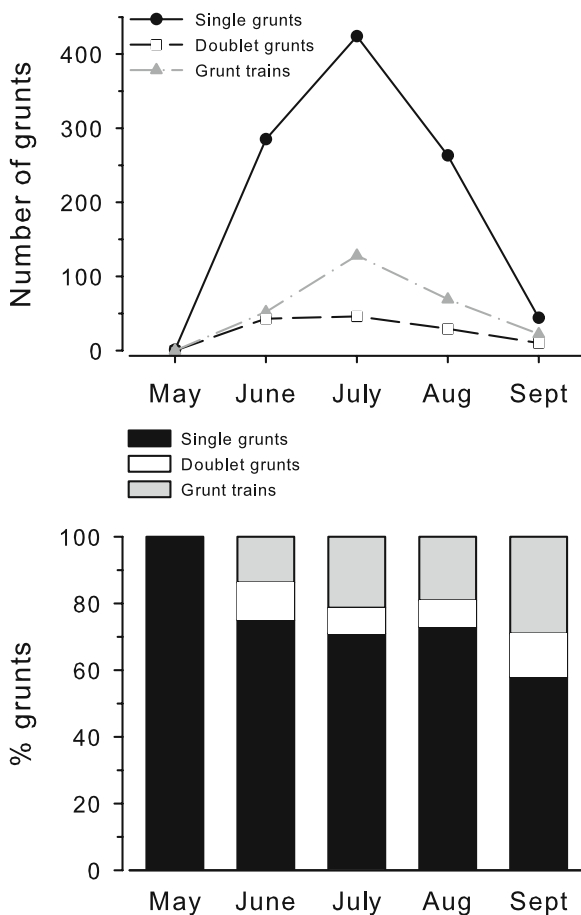 Single grunts
Doublet grunts
Grunt trains
Number of grunts
400
300
200
100
0
May June July Aug Sept
Single grunts
Doublet grunts
Grunt trains
% grunts
100
80
60
40
20
0
May June July Aug Sept